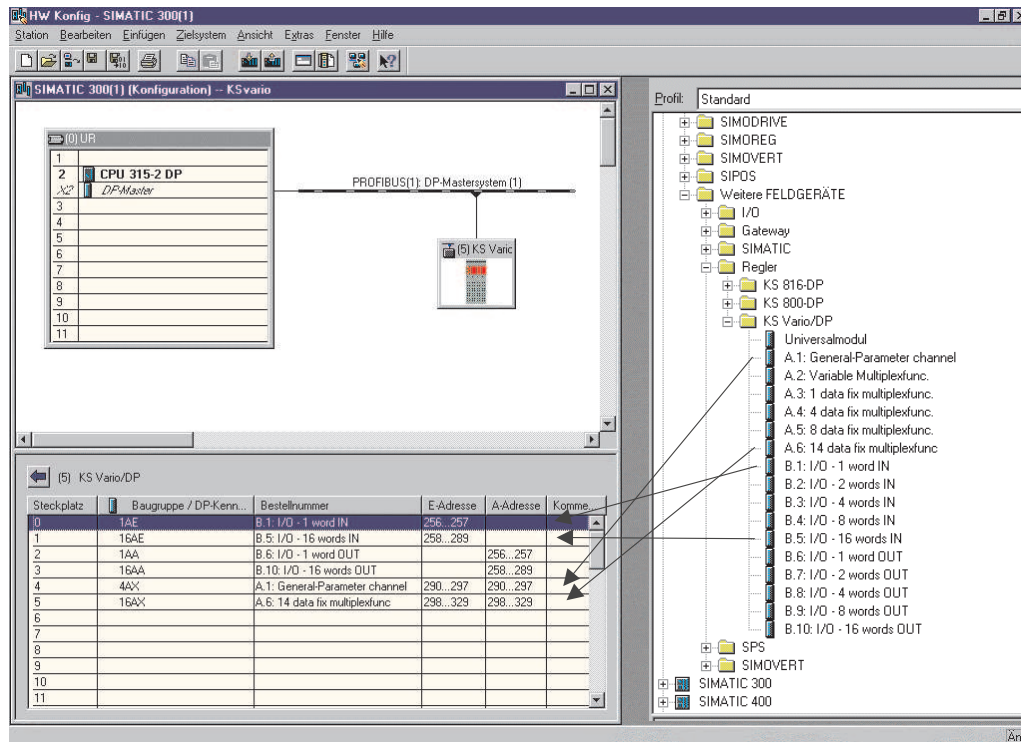 HW Konfig - SIMATIC 300(1)
Station Bearbeiten Einfügen Zielsystem Ansicht Extras Fenster Hilfe
SIMATIC 300(1) (Konfiguration) -- KSvario
(0) UR
1
2 CPU 315-2 DP
X2 DP-Master
3
4
5
6
7
8
9
10
11
PROFIBUS(1): DP-Mastersystem (1)
(5) KS Varic
(5) KS Vario/DP
Steckplatz Baugruppe / DP-Kenn... Bestellnummer E-Adresse A-Adresse Komme...
0 1AE B.1: I/O - 1 word IN 256...257
1 16AE B.5: I/O - 16 words IN 258...289
2 1AA B.6: I/O - 1 word OUT 256...257
3 16AA B.10: I/O - 16 words OUT 258...289
4 4AX A.1: General-Parameter channel 290...297 290...297
5 16AX A.6: 14 data fix multiplexfunc 298...329 298...329
6
7
8
9
10
11
Profil: Standard
SIMODRIVE
SIMOREG
SIMOVERT
SIPOS
Weitere FELDGERÄTE
I/O
Gateway
SIMATIC
Regler
KS 816-DP
KS 800-DP
KS Vario/DP
Universalmodul
A.1: General-Parameter channel
A.2: Variable Multiplexfunc.
A.3: 1 data fix multiplexfunc.
A.4: 4 data fix multiplexfunc.
A.5: 8 data fix multiplexfunc.
A.6: 14 data fix multiplexfunc
B.1: I/O - 1 word IN
B.2: I/O - 2 words IN
B.3: I/O - 4 words IN
B.4: I/O - 8 words IN
B.5: I/O - 16 words IN
B.6: I/O - 1 word OUT
B.7: I/O - 2 words OUT
B.8: I/O - 4 words OUT
B.9: I/O - 8 words OUT
B.10: I/O - 16 words OUT
SPS
SIMOVERT
SIMATIC 300
SIMATIC 400
Än